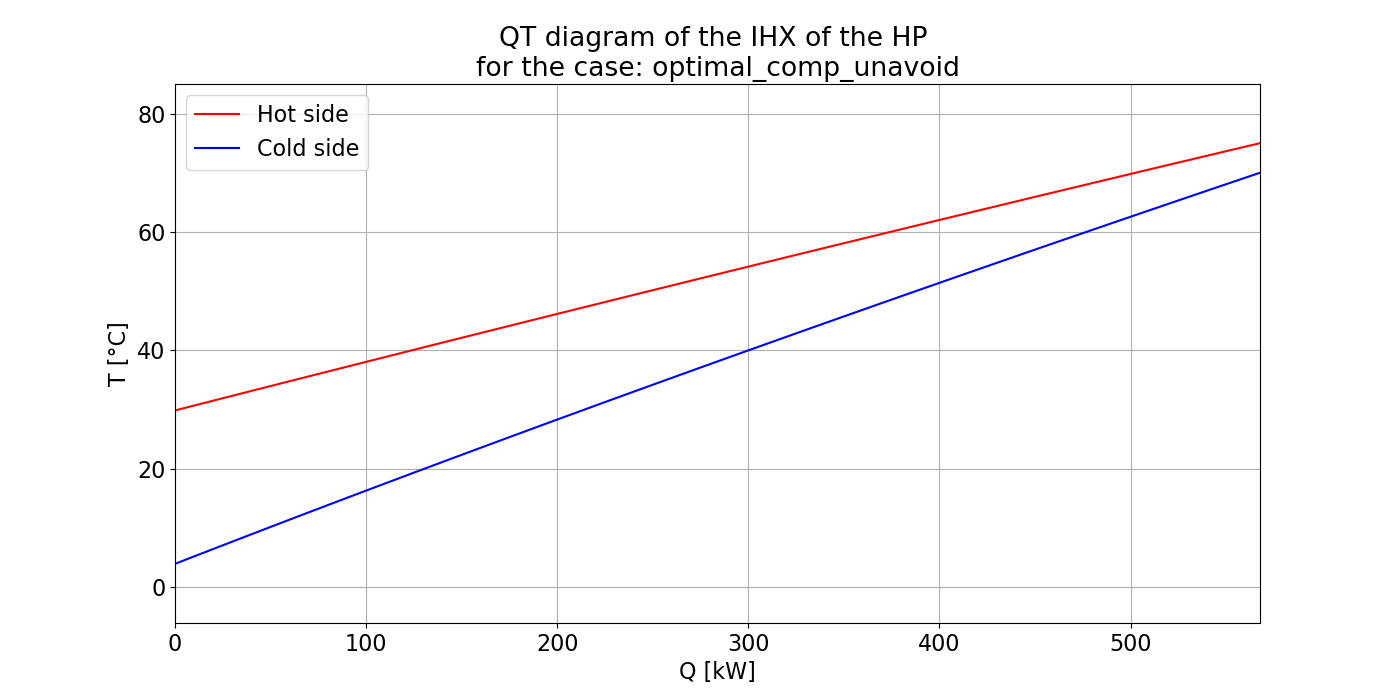 QT diagram of the IHX of the HP
for the case: optimal_comp_unavoid
Hot side
Cold side
80
60
40
20
0
T [°C]
0 100 200 300 400 500
Q [kW]